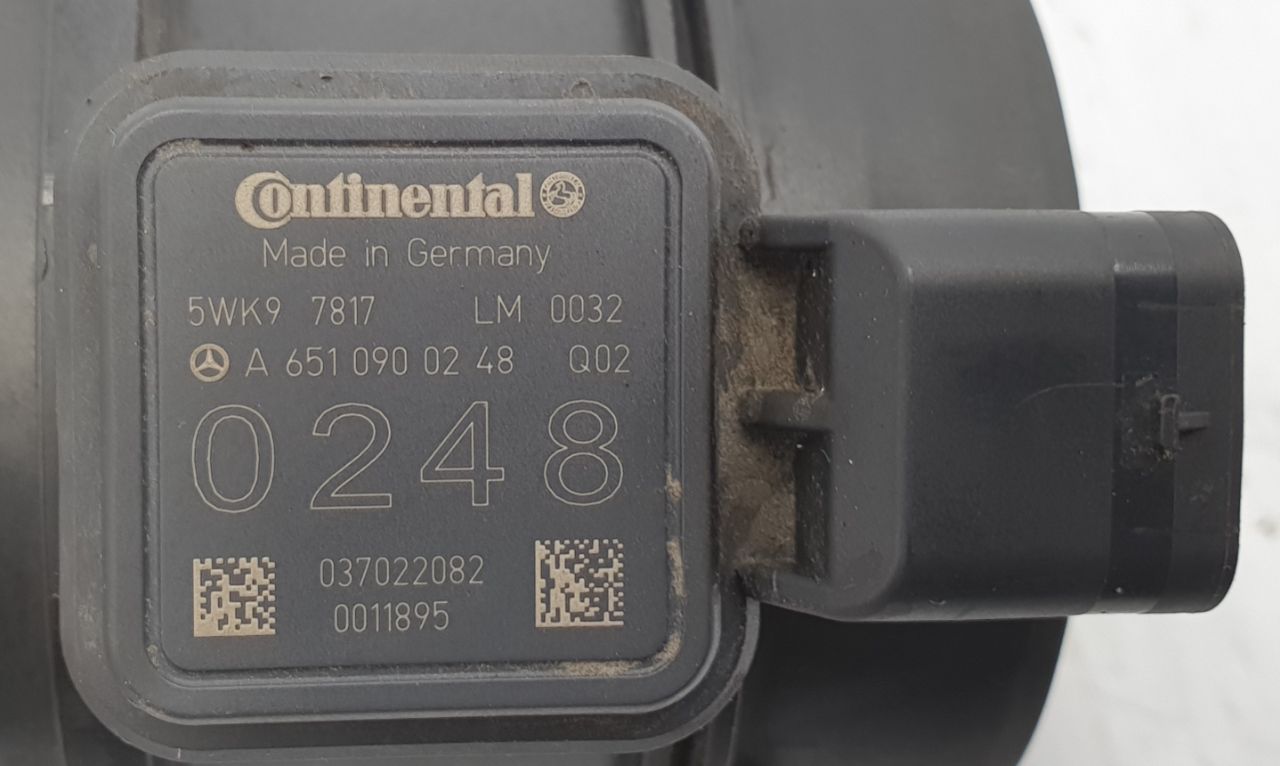 Continental
Made in Germany
5WK9 7817 LM 0032
A 651 090 02 48 Q02
0248
037022082
0011895